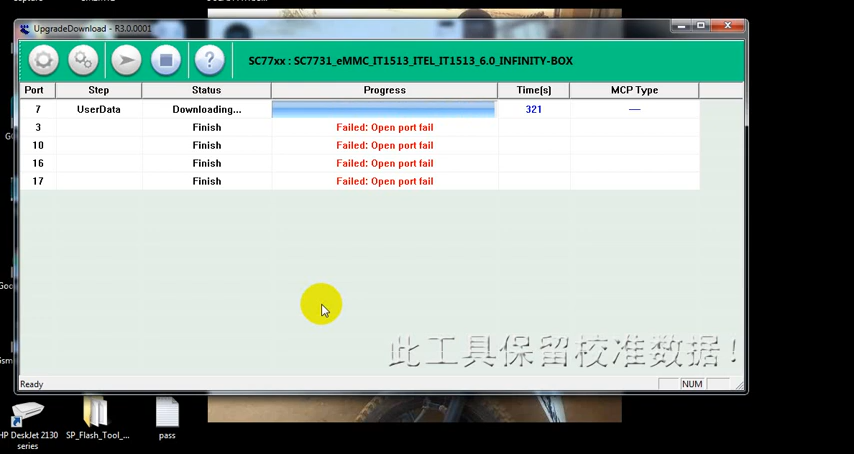 UpgradeDownload - R3.0.0001
SC77xx : SC7731_eMMC_IT1513_ITEL_IT1513_6.0_INFINITY-BOX
Port Step Status Progress Time(s) MCP Type
7 UserData Downloading... 321 —
3 Finish Failed: Open port fail
10 Finish Failed: Open port fail
16 Finish Failed: Open port fail
17 Finish Failed: Open port fail
此工具保留校准数据!
Ready NUM
HP DeskJet 2130 series
SP_Flash_Tool_...
pass